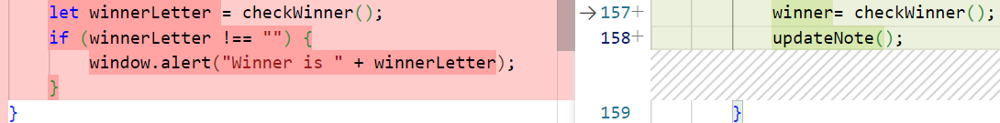 let winnerLetter = checkWinner();
if (winnerLetter !== "") {
window.alert("Winner is " + winnerLetter);
}
}
157+ winner= checkWinner();
158+ updateNote();
159 }